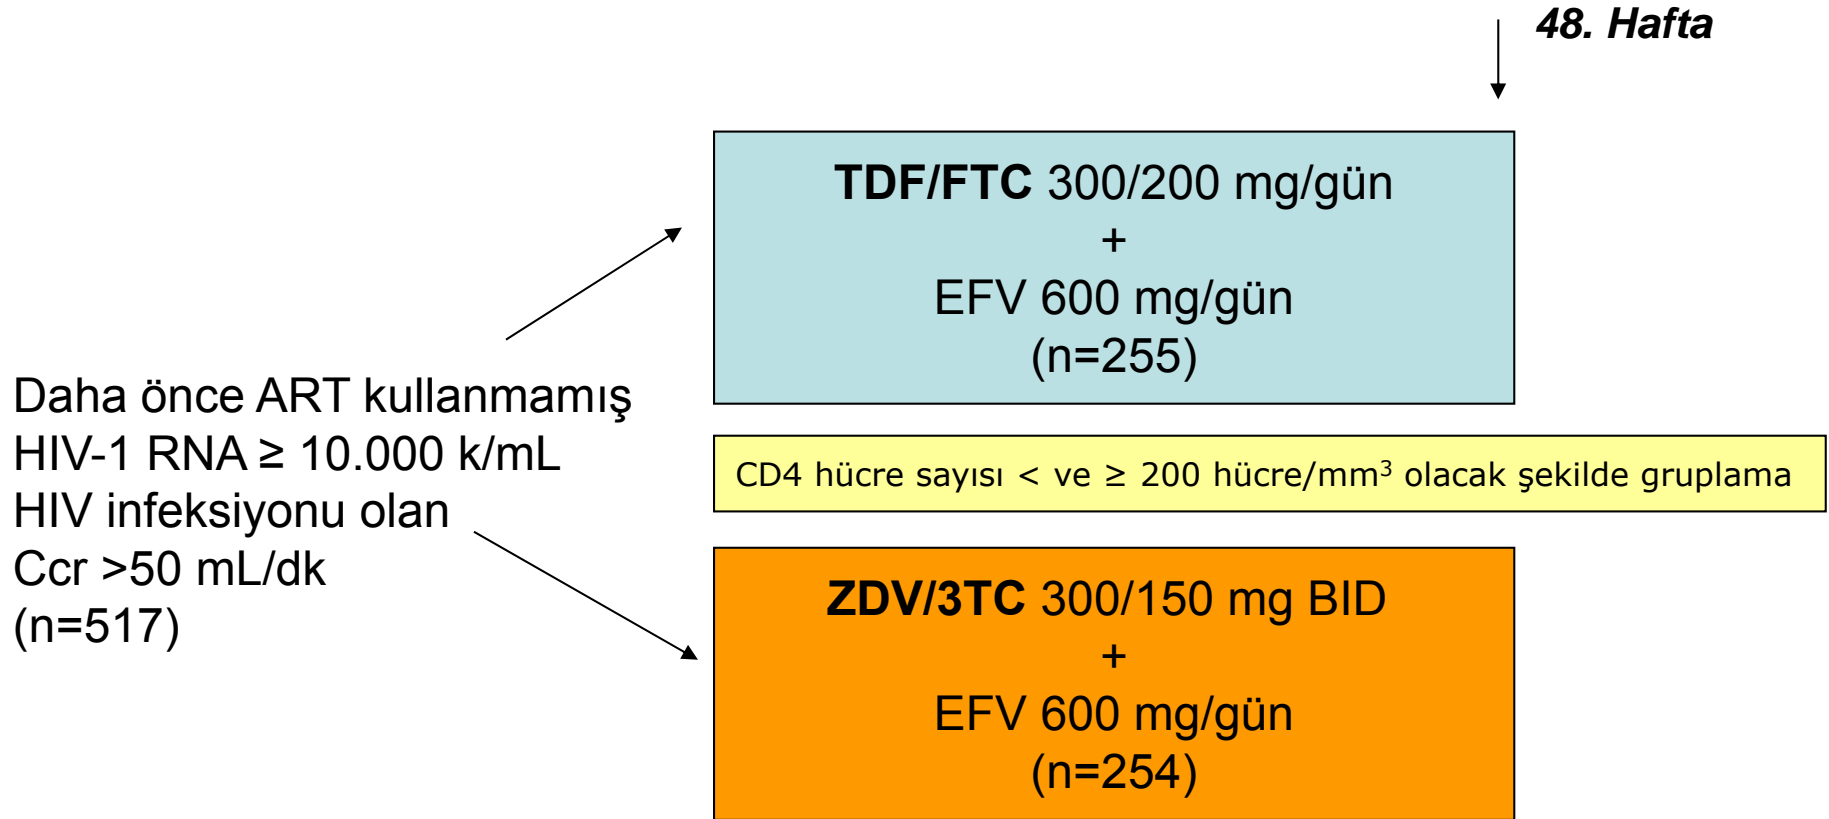 48. Hafta
TDF/FTC 300/200 mg/gün
+
EFV 600 mg/gün
(n=255)
Daha önce ART kullanmamış
HIV-1 RNA ≥ 10.000 k/mL
HIV infeksiyonu olan
Ccr >50 mL/dk
(n=517)
CD4 hücre sayısı < ve ≥ 200 hücre/mm³ olacak şekilde gruplama
ZDV/3TC 300/150 mg BID
+
EFV 600 mg/gün
(n=254)